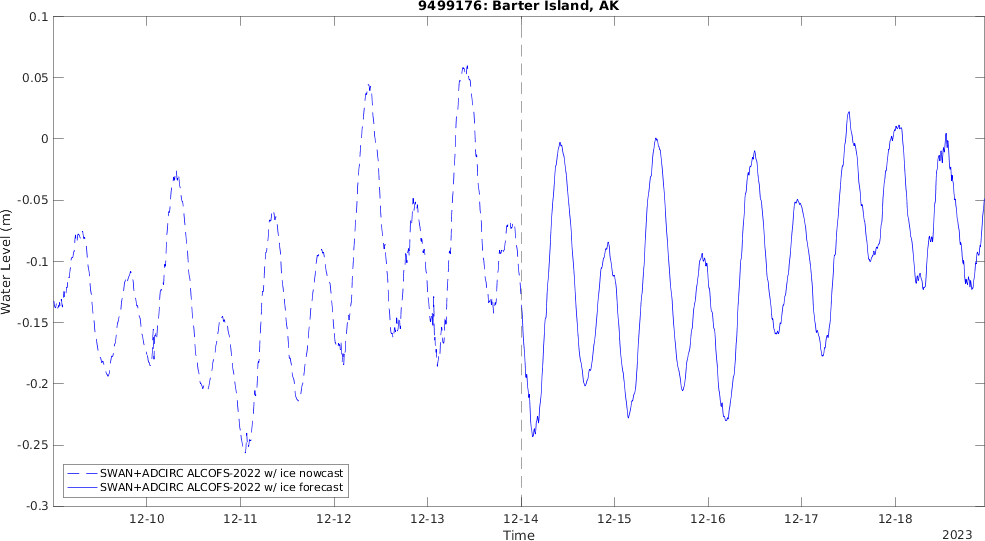 9499176: Barter Island, AK
Water Level (m)
0.1
0.05
0
-0.05
-0.1
-0.15
-0.2
-0.25
-0.3
SWAN+ADCIRC ALCOFS-2022 w/ ice nowcast
SWAN+ADCIRC ALCOFS-2022 w/ ice forecast
12-10 12-11 12-12 12-13 12-14 12-15 12-16 12-17 12-18
Time
2023